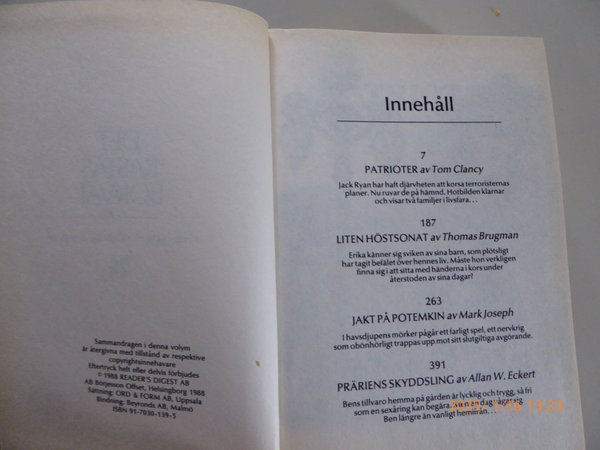 Sammandragen i denna volym
är återgivna med tillstånd av respektive
copyrightsinnehavare
Eftertryck helt eller delvis förbjudes
© 1988 READER'S DIGEST AB
AB Börjesson Offset, Helsingborg 1988
Sättning: ORD & FORM AB, Uppsala
Bindning: Beyronds AB, Malmö
ISBN 91-7030-139-5
Innehåll
7
PATRIOTER av Tom Clancy
Jack Ryan har haft djärvheten att korsa terroristernas
planer. Nu ruvar de på hämnd. Hotbilden klarnar
och visar två familjer i livsfara...
187
LITEN HÖSTSONAT av Thomas Brugman
Erika känner sig sviken av sina barn, som plötsligt
har tagit befälet över hennes liv. Måste hon verkligen
finna sig i att sitta med händerna i kors under
återstoden av sina dagar?
263
JAKT PÅ POTEMKIN av Mark Joseph
I havsdjupens mörker pågår ett farligt spel, ett nervkrig
som obönhörligt trappas upp mot sitt slutgiltiga avgörande.
391
PRÄRIENS SKYDDSLING av Allan W. Eckert
Bens tillvaro hemma på gården är lycklig och trygg, så fri
som en sexåring kan begära. Men en dag vågar sig
Ben längre än vanligt hemifrån...